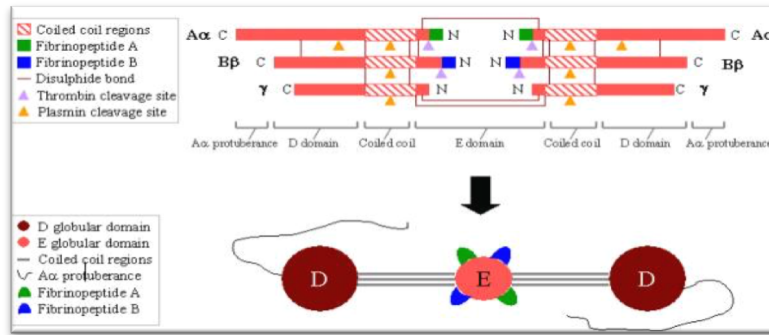 Coiled coil regions
Fibrinopeptide A
Fibrinopeptide B
Disulphide bond
Thrombin cleavage site
Plasmin cleavage site
Aα C N N C Aα
Bβ C N N C Bβ
γ C N N C γ
Aα protuberance D domain Coiled coil E domain Coiled coil D domain Aα protuberance
D globular domain
E globular domain
Coiled coil regions
Aα protuberance
Fibrinopeptide A
Fibrinopeptide B
D E D